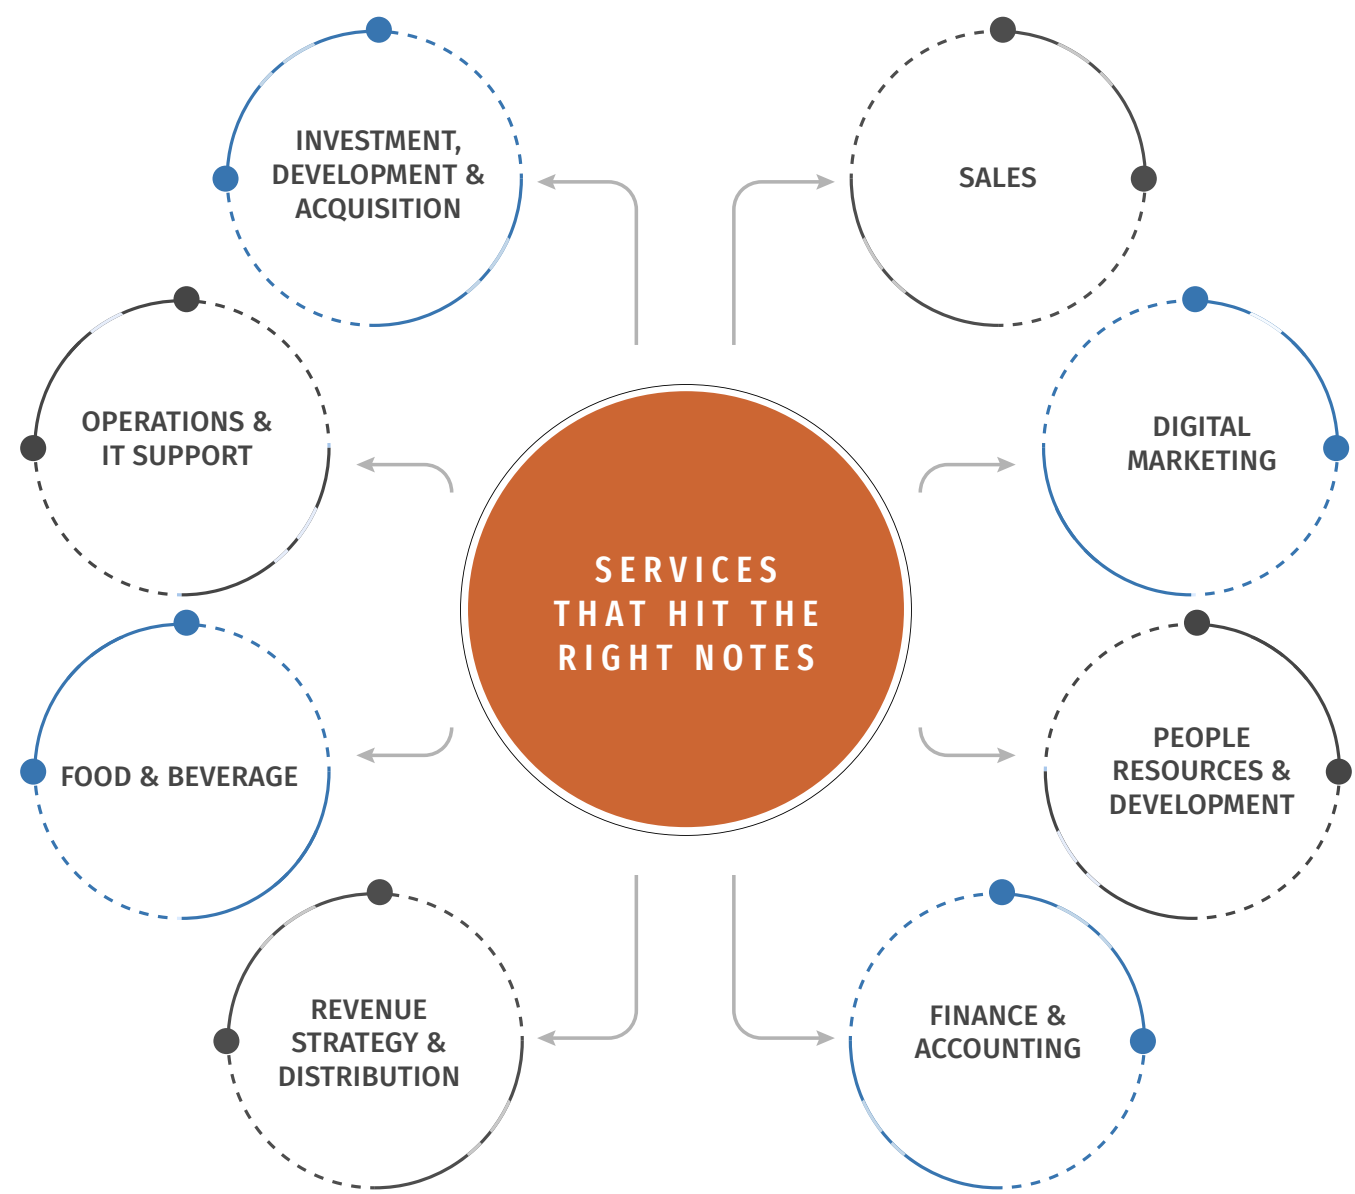 INVESTMENT,
DEVELOPMENT &
ACQUISITION
SALES
OPERATIONS &
IT SUPPORT
DIGITAL
MARKETING
SERVICES
THAT HIT THE
RIGHT NOTES
FOOD & BEVERAGE
PEOPLE
RESOURCES &
DEVELOPMENT
REVENUE
STRATEGY &
DISTRIBUTION
FINANCE &
ACCOUNTING